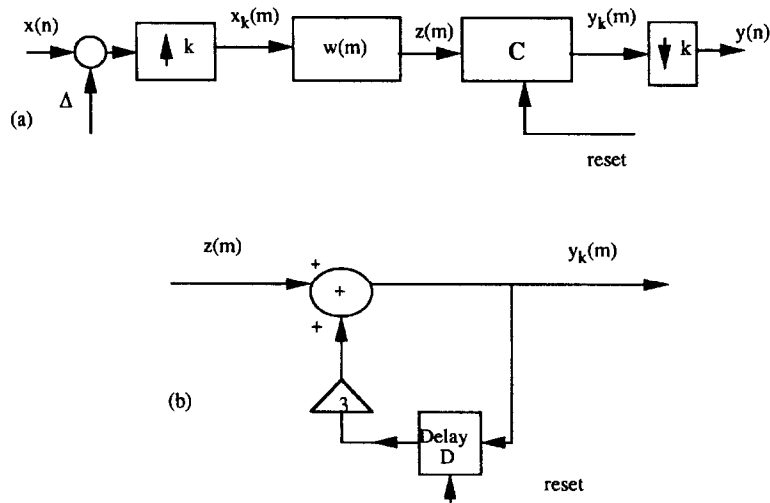 x(n)
k
x_k(m)
w(m)
z(m)
C
y_k(m)
k
y(n)
Δ
(a)
reset
z(m)
+
+
+
y_k(m)
3
(b)
Delay
D
reset